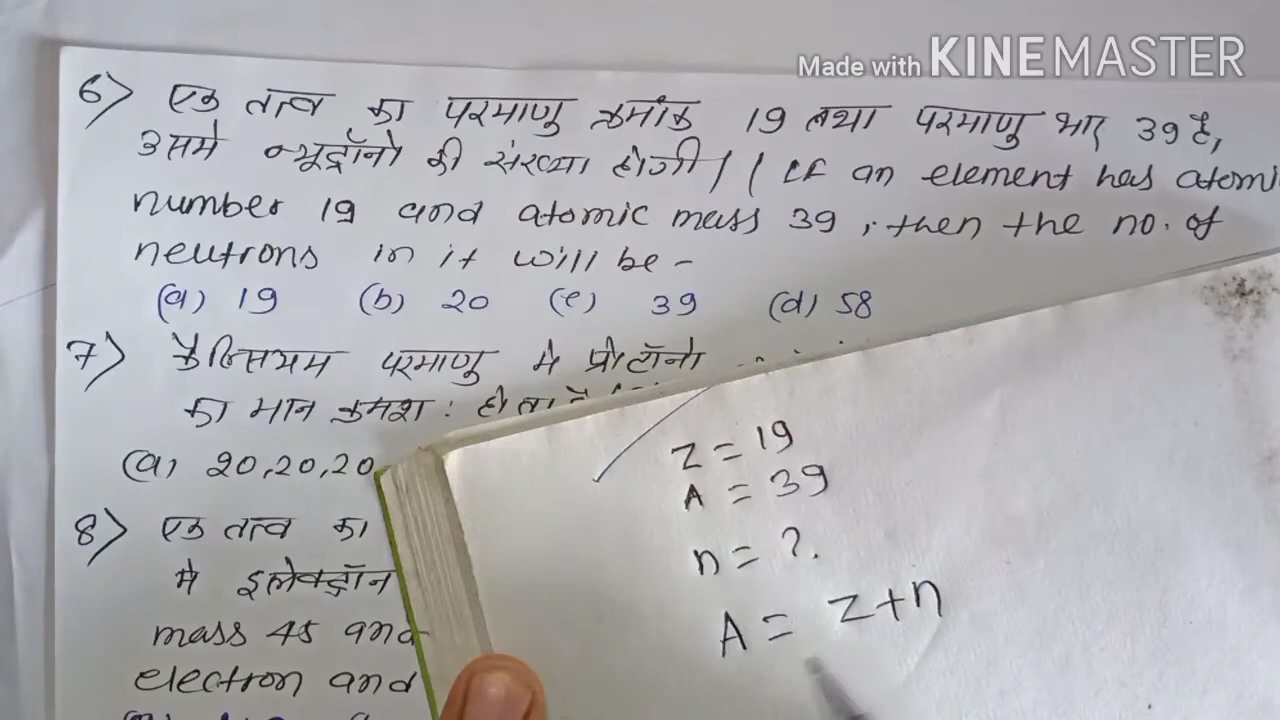 Made with KINEMASTER
6) एक तत्व का परमाणु क्रमांक 19 तथा परमाणु भार 39 है,
उसमे न्यूट्रॉनो की संख्या होगी / (If an element has atomi
number 19 and atomic mass 39, then the no. of
neutrons in it will be -
(a) 19 (b) 20 (c) 39 (d) 58
7) कैल्सियम परमाणु मे प्रोटॉनो
का मान क्रमश: होता है
(a) 20,20,20
8) एक तत्व का
मे इलेक्ट्रॉन
mass 45 and
electron and
Z = 19
A = 39
n = ?.
A = Z+n